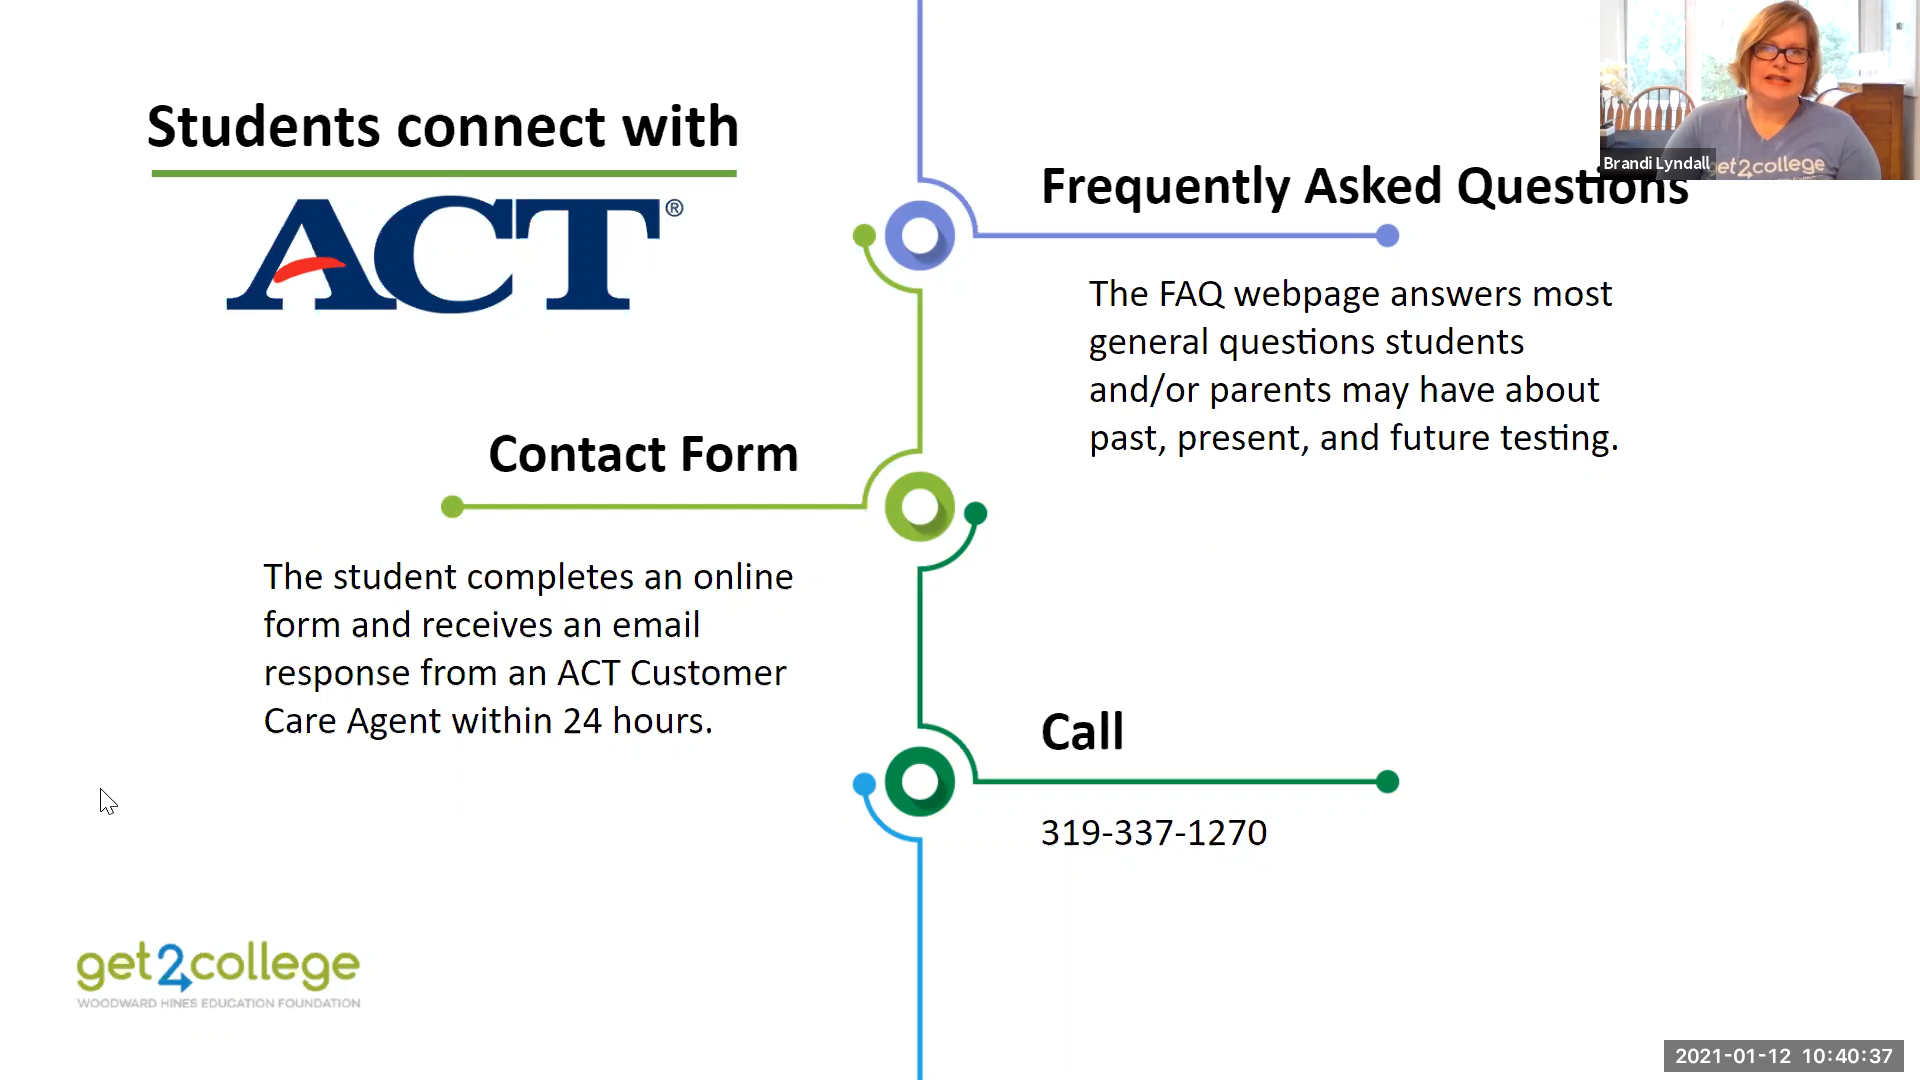 Students connect with
ACT®
Frequently Asked Questions
The FAQ webpage answers most
general questions students
and/or parents may have about
past, present, and future testing.
Contact Form
The student completes an online
form and receives an email
response from an ACT Customer
Care Agent within 24 hours.
Call
319-337-1270
get2college
WOODWARD HINES EDUCATION FOUNDATION
Brandi Lyndall
get2college
2021-01-12 10:40:37